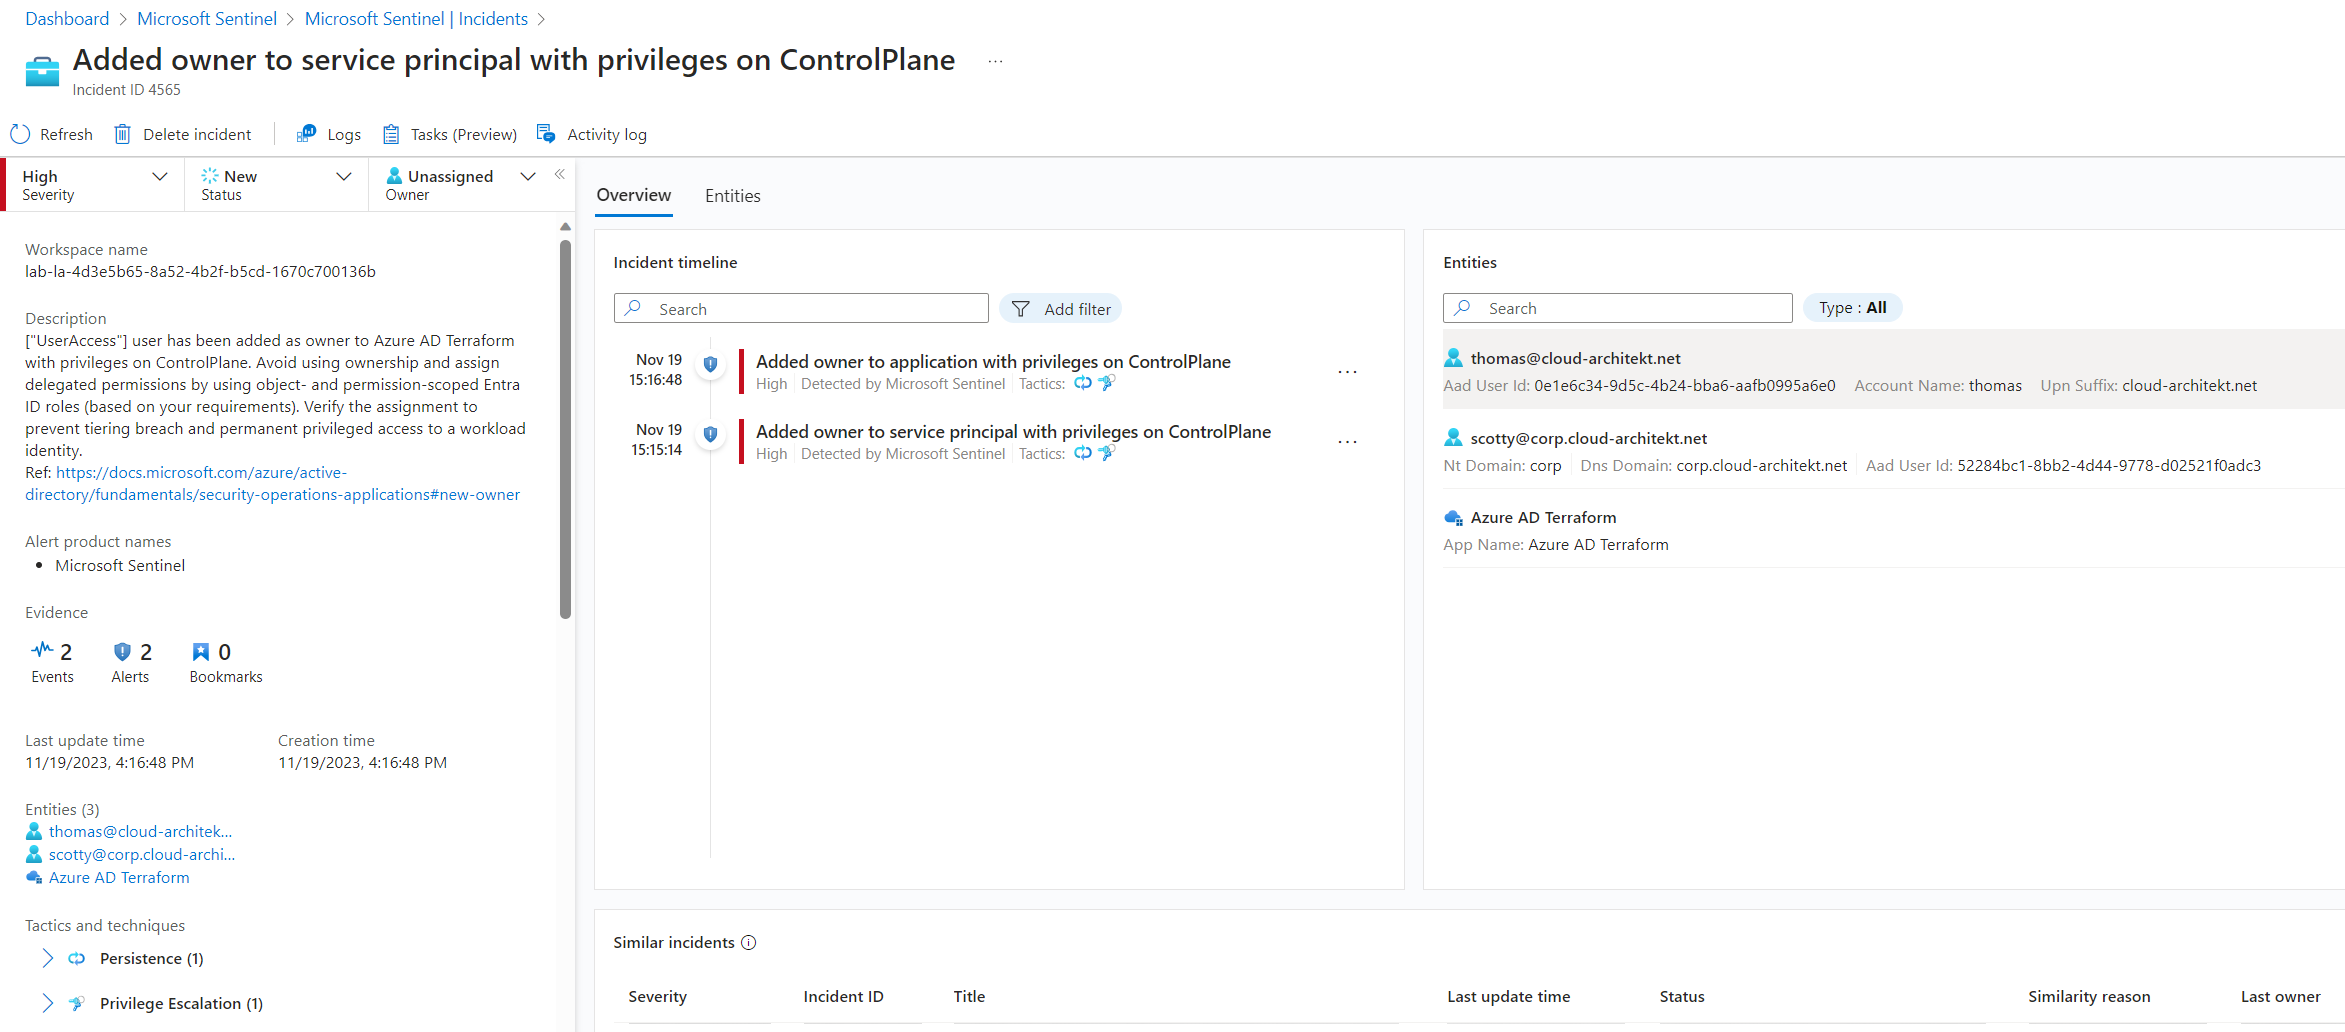 Dashboard > Microsoft Sentinel > Microsoft Sentinel | Incidents >
Added owner to service principal with privileges on ControlPlane ...
Incident ID 4565
Refresh Delete incident Logs Tasks (Preview) Activity log
High
Severity
New
Status
Unassigned
Owner
«
Workspace name
lab-la-4d3e5b65-8a52-4b2f-b5cd-1670c700136b
Description
["UserAccess"] user has been added as owner to Azure AD Terraform
with privileges on ControlPlane. Avoid using ownership and assign
delegated permissions by using object- and permission-scoped Entra
ID roles (based on your requirements). Verify the assignment to
prevent tiering breach and permanent privileged access to a workload
identity.
Ref: https://docs.microsoft.com/azure/active-
directory/fundamentals/security-operations-applications#new-owner
Alert product names
• Microsoft Sentinel
Evidence
2
Events
2
Alerts
0
Bookmarks
Last update time
11/19/2023, 4:16:48 PM
Creation time
11/19/2023, 4:16:48 PM
Entities (3)
thomas@cloud-architek...
scotty@corp.cloud-archi...
Azure AD Terraform
Tactics and techniques
Persistence (1)
Privilege Escalation (1)
Overview Entities
Incident timeline
Search
Add filter
Nov 19
15:16:48
Added owner to application with privileges on ControlPlane
High | Detected by Microsoft Sentinel | Tactics:
...
Nov 19
15:15:14
Added owner to service principal with privileges on ControlPlane
High | Detected by Microsoft Sentinel | Tactics:
...
Entities
Search
Type : All
thomas@cloud-architekt.net
Aad User Id: 0e1e6c34-9d5c-4b24-bba6-aafb0995a6e0 Account Name: thomas Upn Suffix: cloud-architekt.net
scotty@corp.cloud-architekt.net
Nt Domain: corp Dns Domain: corp.cloud-architekt.net Aad User Id: 52284bc1-8bb2-4d44-9778-d02521f0adc3
Azure AD Terraform
App Name: Azure AD Terraform
Similar incidents
Severity Incident ID Title Last update time Status Similarity reason Last owner